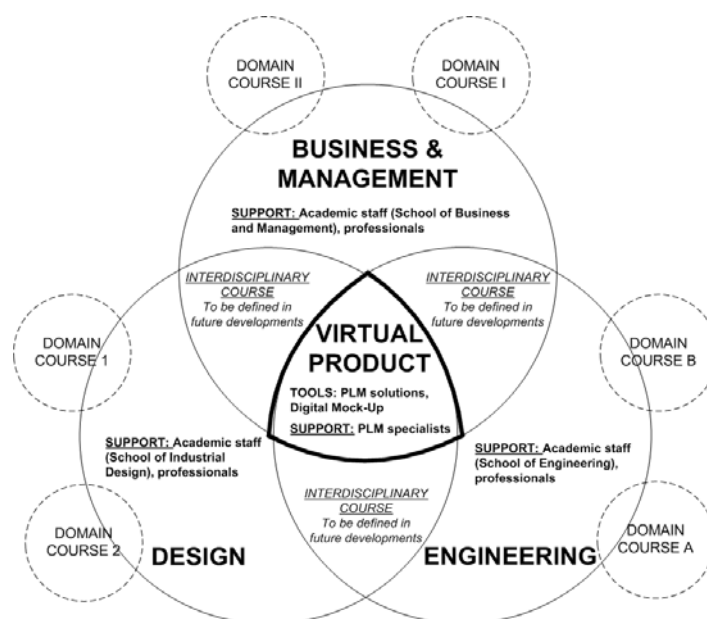 DOMAIN
COURSE II
DOMAIN
COURSE I
BUSINESS &
MANAGEMENT
SUPPORT: Academic staff (School of Business
and Management), professionals
INTERDISCIPLINARY
COURSE
To be defined in
future developments
INTERDISCIPLINARY
COURSE
To be defined in
future developments
VIRTUAL
PRODUCT
TOOLS: PLM solutions,
Digital Mock-Up
SUPPORT: PLM specialists
DOMAIN
COURSE 1
DOMAIN
COURSE B
SUPPORT: Academic staff
(School of Industrial
Design), professionals
SUPPORT: Academic staff
(School of Engineering),
professionals
INTERDISCIPLINARY
COURSE
To be defined in
future developments
DOMAIN
COURSE 2
DOMAIN
COURSE A
DESIGN
ENGINEERING